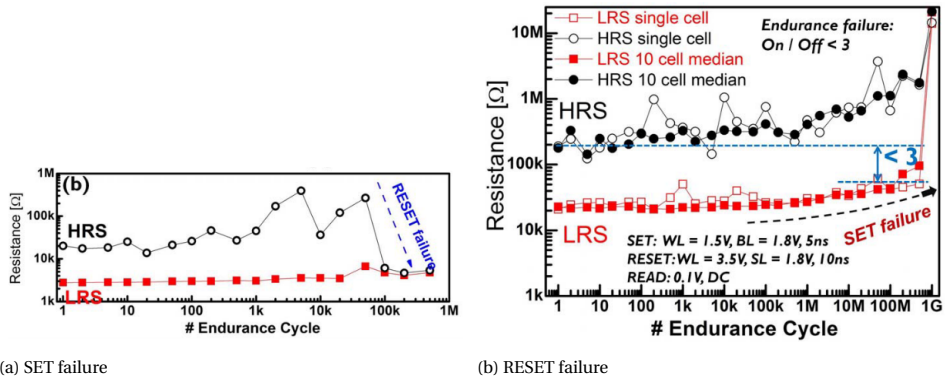 (b)
1M
100k
10k
1k
Resistance [Ω]
HRS
LRS
RESET failure
1 10 100 1k 10k 100k 1M
# Endurance Cycle
(a) SET failure
10M
1M
100k
10k
1k
Resistance [Ω]
LRS single cell
HRS single cell
LRS 10 cell median
HRS 10 cell median
Endurance failure:
On / Off < 3
HRS
< 3
LRS
SET failure
SET: WL = 1.5V, BL = 1.8V, 5ns
RESET: WL = 3.5V, SL = 1.8V, 10ns
READ: 0.1V, DC
1 10 100 1k 10k 100k 1M 10M 100M 1G
# Endurance Cycle
(b) RESET failure